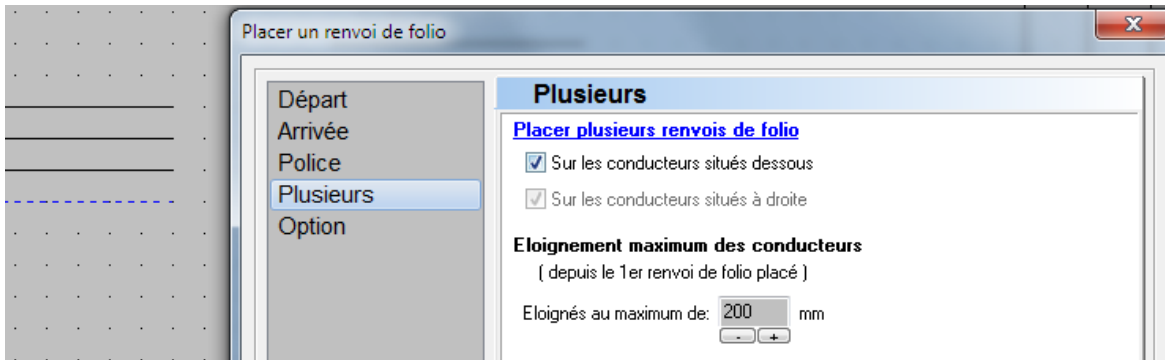 Placer un renvoi de folio
X
Départ
Arrivée
Police
Plusieurs
Option
Plusieurs
Placer plusieurs renvois de folio
Sur les conducteurs situés dessous
Sur les conducteurs situés à droite
Eloignement maximum des conducteurs
( depuis le 1er renvoi de folio placé )
Eloignés au maximum de: 200 mm
- +